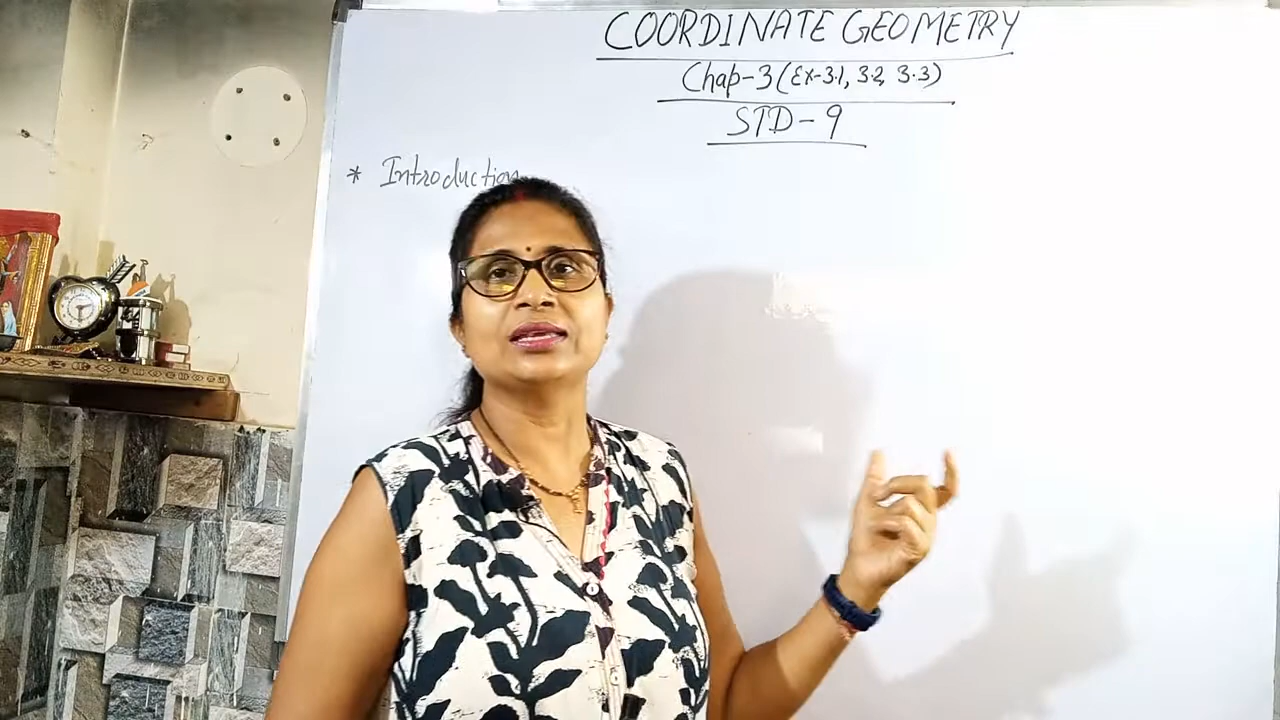 COORDINATE GEOMETRY
Chap-3(Ex-3.1, 3.2, 3.3)
STD-9
* Introduction